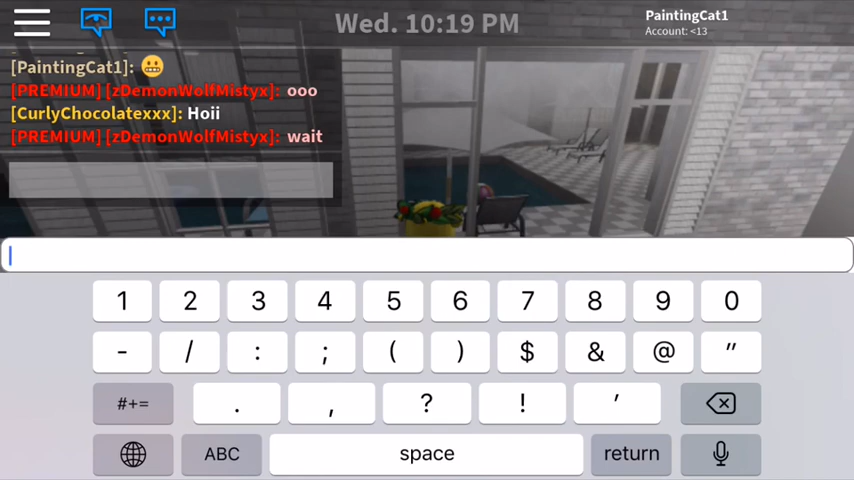 Wed. 10:19 PM
PaintingCat1
Account: <13
[PaintingCat1]: 😬
[PREMIUM] [zDemonWolfMistyx]: ooo
[CurlyChocolatexxx]: Hoii
[PREMIUM] [zDemonWolfMistyx]: wait
1 2 3 4 5 6 7 8 9 0
- / : ; ( ) $ & @ "
#+= . , ? ! '
ABC space return